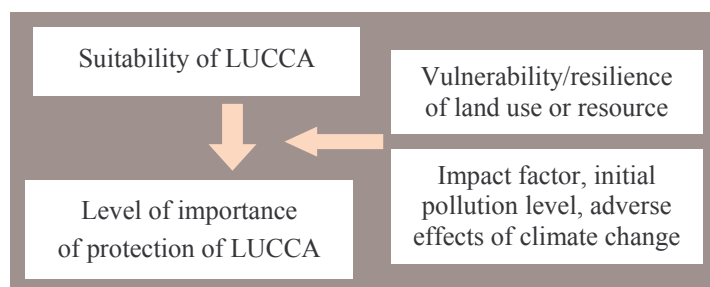 Suitability of LUCCA
Vulnerability/resilience
of land use or resource
Impact factor, initial
pollution level, adverse
effects of climate change
Level of importance
of protection of LUCCA